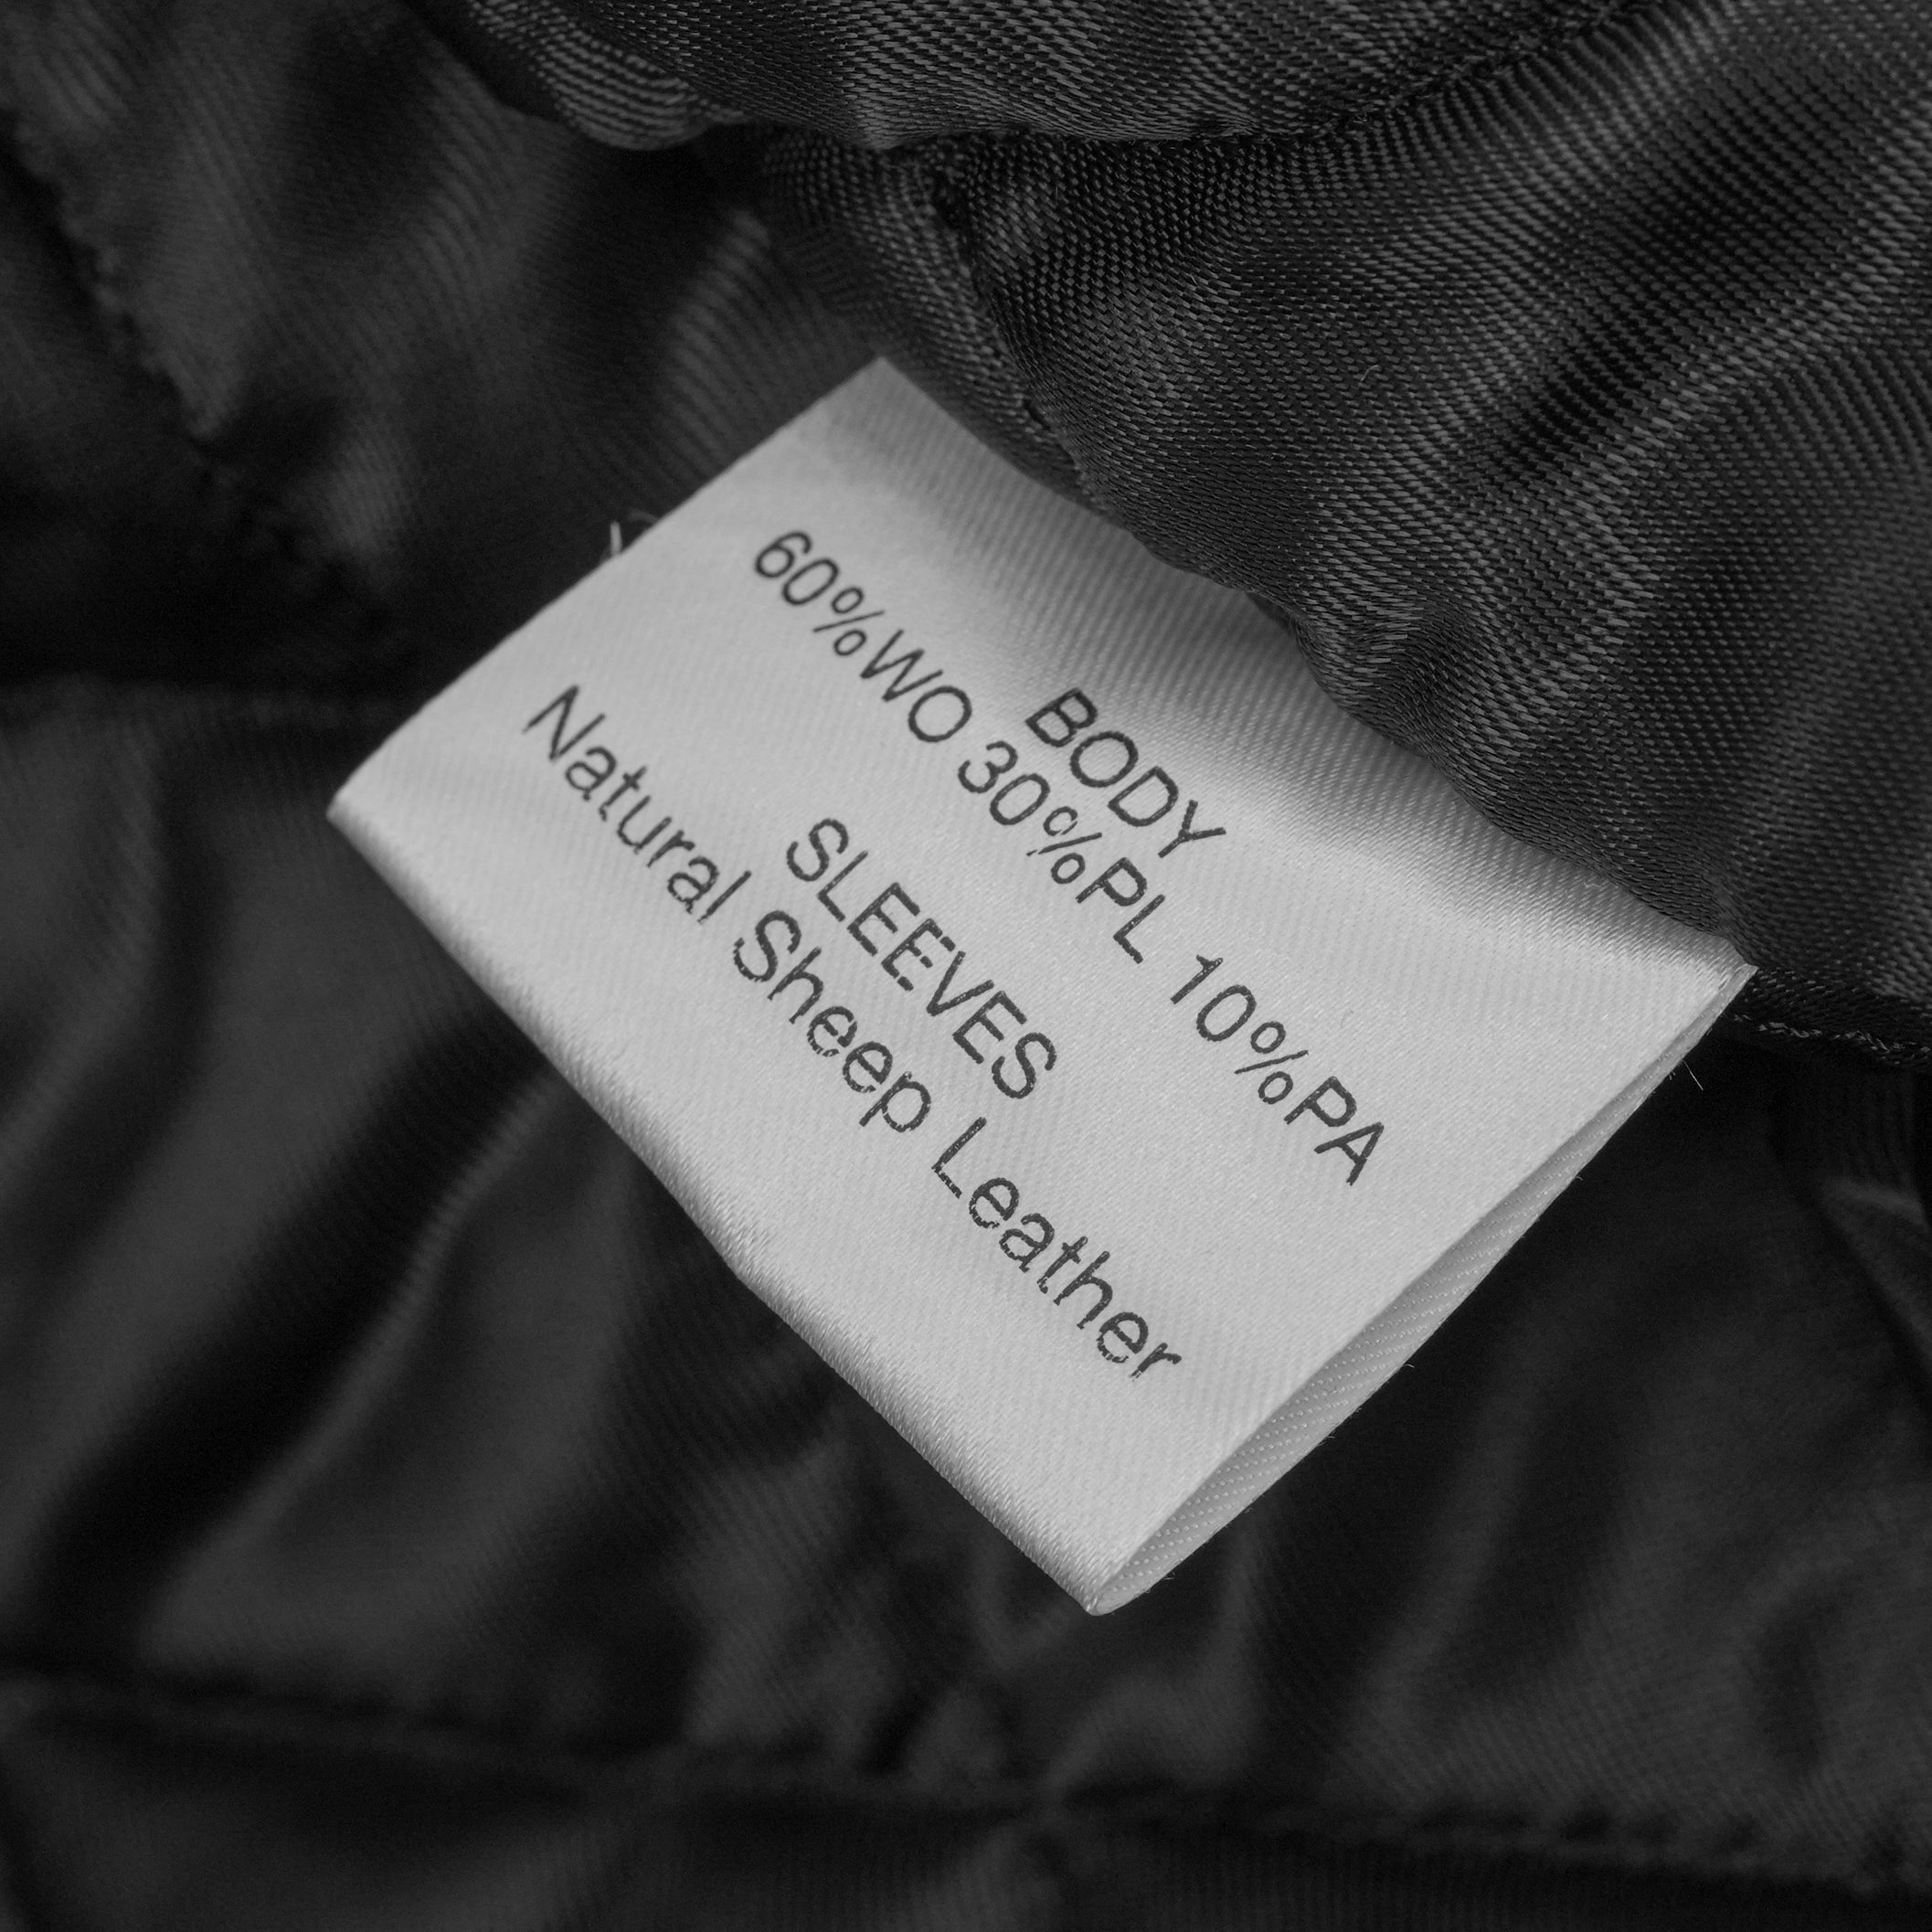 BODY
60%WO 30%PL 10%PA
SLEEVES
Natural Sheep Leather